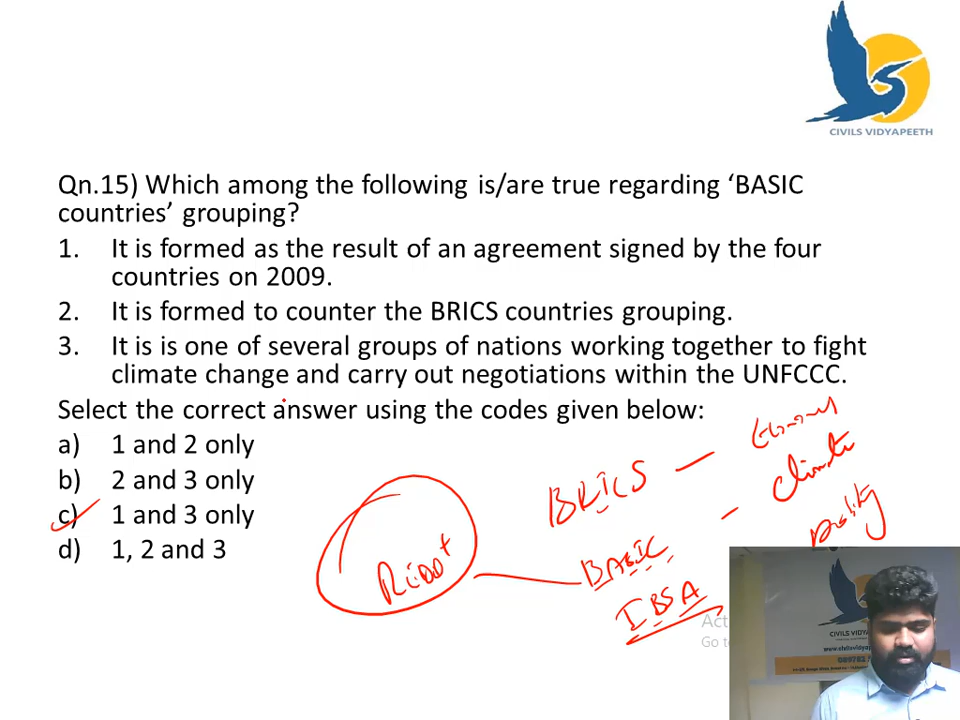 CIVILS VIDYAPEETH
Qn.15) Which among the following is/are true regarding ‘BASIC
countries’ grouping?
1. It is formed as the result of an agreement signed by the four
countries on 2009.
2. It is formed to counter the BRICS countries grouping.
3. It is is one of several groups of nations working together to fight
climate change and carry out negotiations within the UNFCCC.
Select the correct answer using the codes given below:
a) 1 and 2 only
b) 2 and 3 only
c) 1 and 3 only
d) 1, 2 and 3
BRICS –
BASIC – Climate
IBSA
Act
Go to
CIVILS VIDYAPEETH